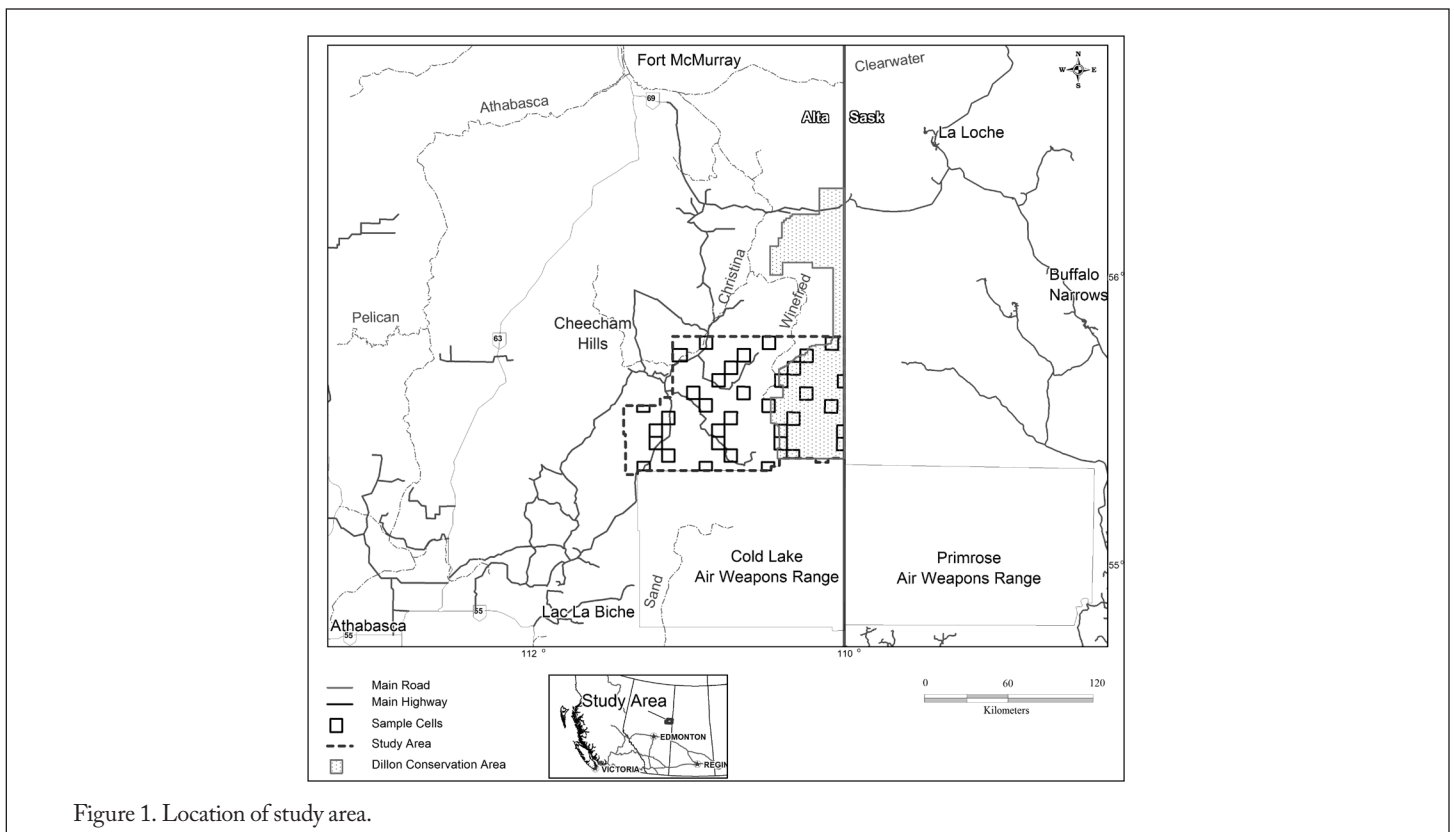 Fort McMurray
Clearwater
N
W E
S
Athabasca
69
Alta Sask
La Loche
Christina
Winefred
56°
Buffalo
Narrows
Pelican
63
Cheecham
Hills
Cold Lake
Air Weapons Range
Primrose
Air Weapons Range
55°
Sand
55
Lac La Biche
Athabasca
55
112°
110°
Main Road
Main Highway
Sample Cells
Study Area
Dillon Conservation Area
Study Area
EDMONTON
VICTORIA
REGIN
0 60 120
Kilometers
Figure 1. Location of study area.